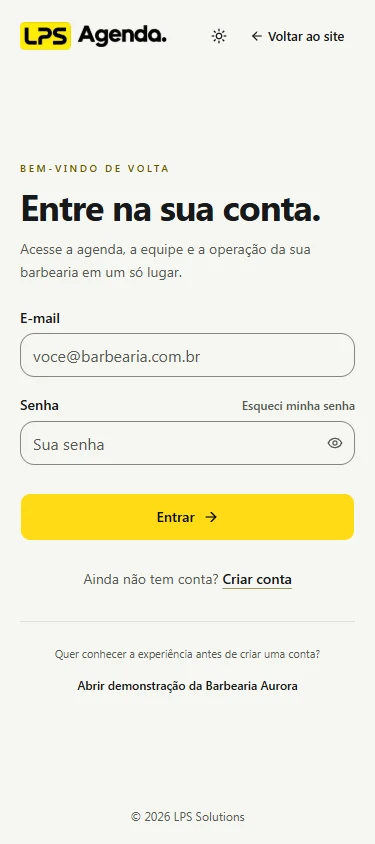 LPS Agenda.
← Voltar ao site
BEM-VINDO DE VOLTA
Entre na sua conta.
Acesse a agenda, a equipe e a operação da sua
barbearia em um só lugar.
E-mail
voce@barbearia.com.br
Senha
Esqueci minha senha
Sua senha
Entrar →
Ainda não tem conta? Criar conta
Quer conhecer a experiência antes de criar uma conta?
Abrir demonstração da Barbearia Aurora
© 2026 LPS Solutions